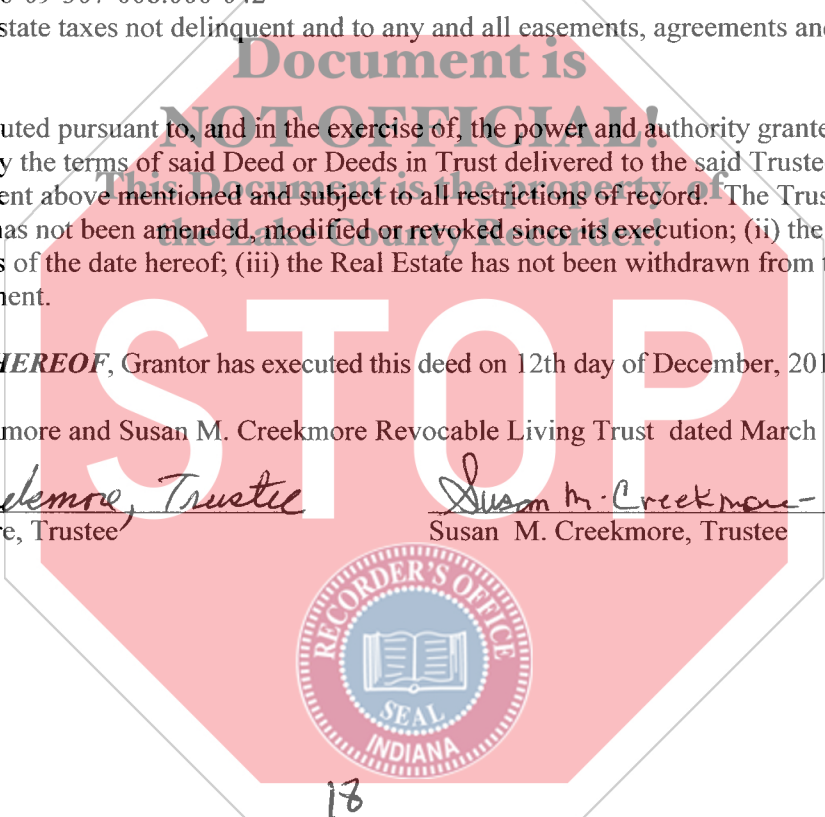 state taxes not delinquent and to any and all easements, agreements and
Document is
NOT OFFICIAL!
uted pursuant to, and in the exercise of, the power and authority grante
y the terms of said Deed or Deeds in Trust delivered to the said Truste
ent above mentioned and subject to all restrictions of record. The Trus
This Document is the property of
as not been amended, modified or revoked since its execution; (ii) the
the Lake County Recorder!
s of the date hereof; (iii) the Real Estate has not been withdrawn from t
nent.
STOP
HEREOF, Grantor has executed this deed on 12th day of December, 201
more and Susan M. Creekmore Revocable Living Trust dated March
ekmore, Trustee
Susan M. Creekmore
e, Trustee
Susan M. Creekmore, Trustee
RECORDER'S OFFICE
SEAL
INDIANA
18